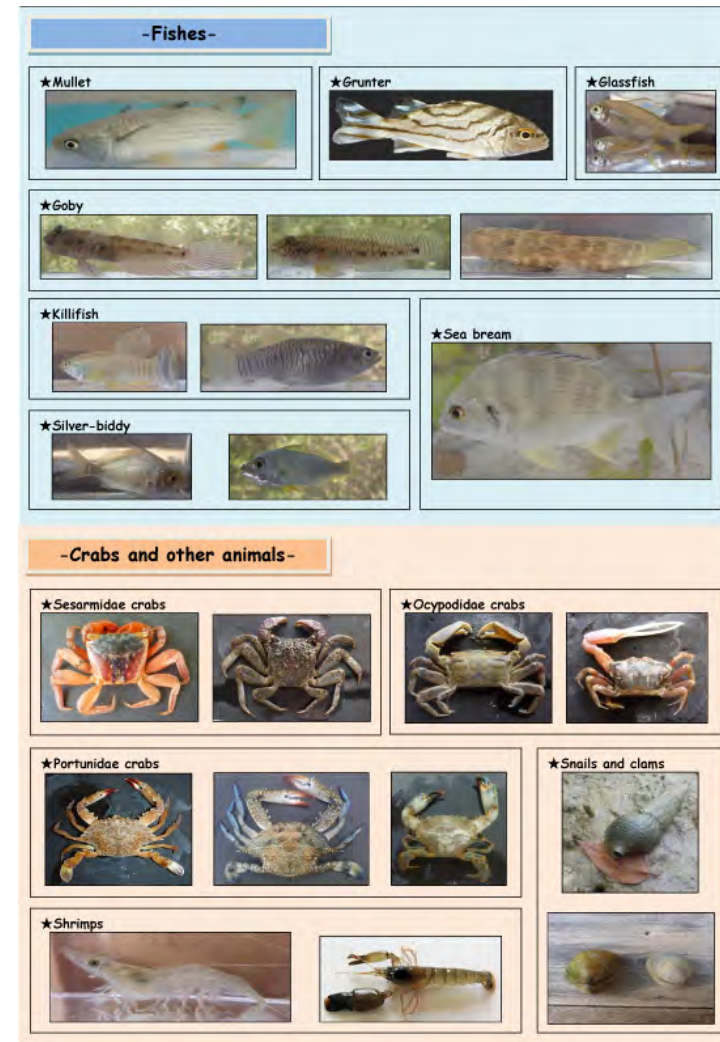 -Fishes-
★Mullet
★Grunter
★Glassfish
★Goby
★Killifish
★Sea bream
★Silver-biddy
-Crabs and other animals-
★Sesarmidae crabs
★Ocypodidae crabs
★Portunidae crabs
★Snails and clams
★Shrimps